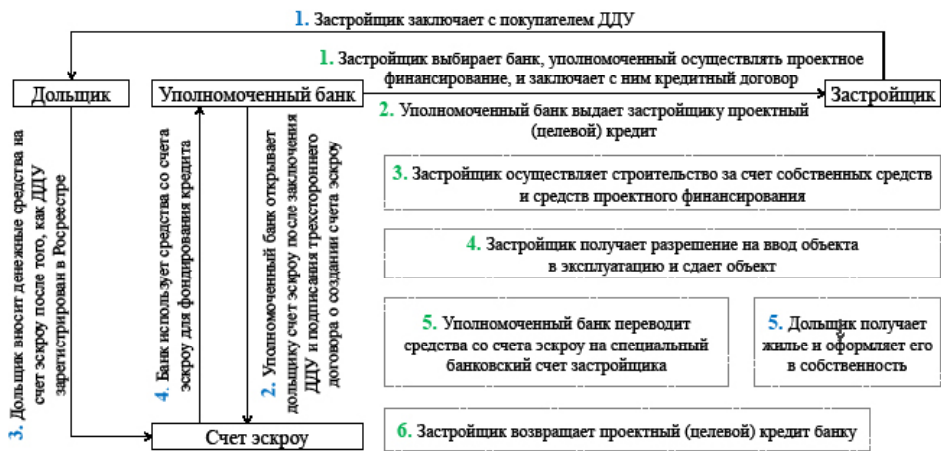 1. Застройщик заключает с покупателем ДДУ
1. Застройщик выбирает банк, уполномоченный осуществлять проектное
финансирование, и заключает с ним кредитный договор
Дольщик
Уполномоченный банк
Застройщик
2. Уполномоченный банк выдает застройщику проектный
(целевой) кредит
3. Дольщик вносит денежные средства на
счет эскроу после того, как ДДУ
зарегистрирован в Росреестре
4. Банк использует средства со счета
эскроу для фондирования кредита
2. Уполномоченный банк открывает
дольщику счет эскроу после заключения
ДДУ и подписания трехстороннего
договора о создании счета эскроу
3. Застройщик осуществляет строительство за счет собственных средств
и средств проектного финансирования
4. Застройщик получает разрешение на ввод объекта
в эксплуатацию и сдает объект
5. Уполномоченный банк переводит
средства со счета эскроу на специальный
банковский счет застройщика
5. Дольщик получает
жилье и оформляет его
в собственность
Счет эскроу
6. Застройщик возвращает проектный (целевой) кредит банку